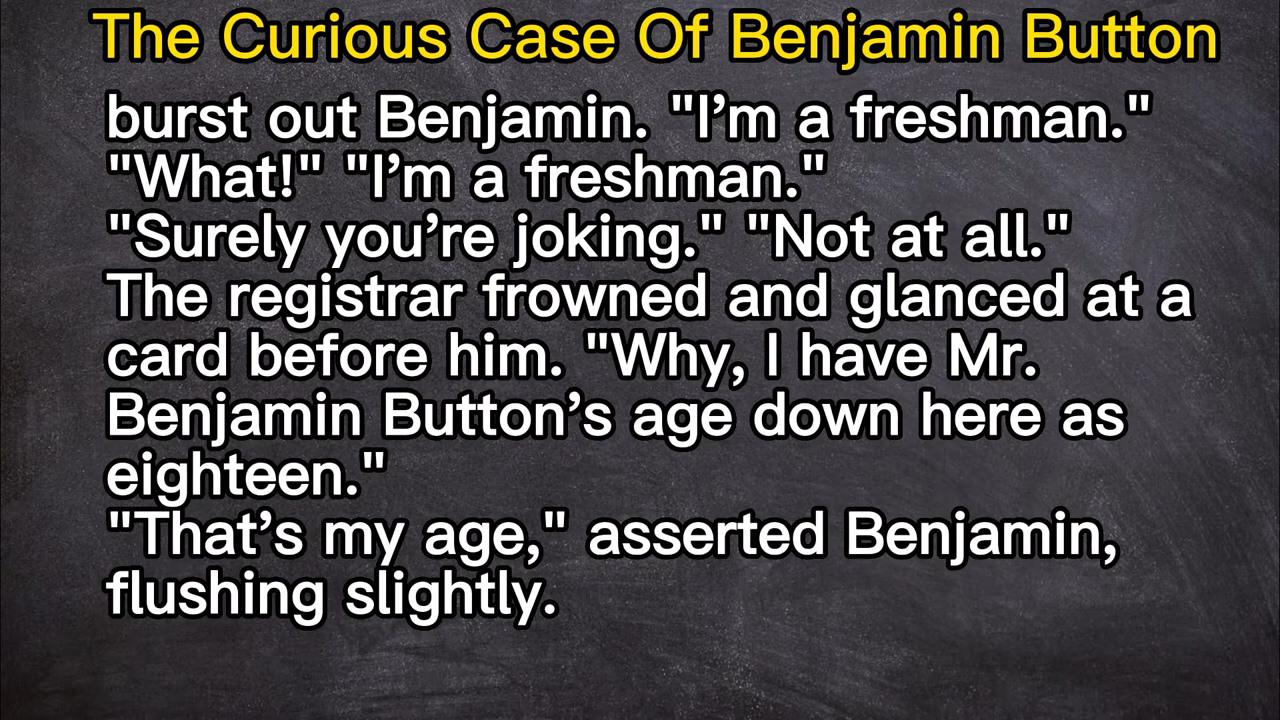 The Curious Case Of Benjamin Button
burst out Benjamin. "I’m a freshman."
"What!" "I’m a freshman."
"Surely you’re joking." "Not at all."
The registrar frowned and glanced at a
card before him. "Why, I have Mr.
Benjamin Button’s age down here as
eighteen."
"That’s my age," asserted Benjamin,
flushing slightly.